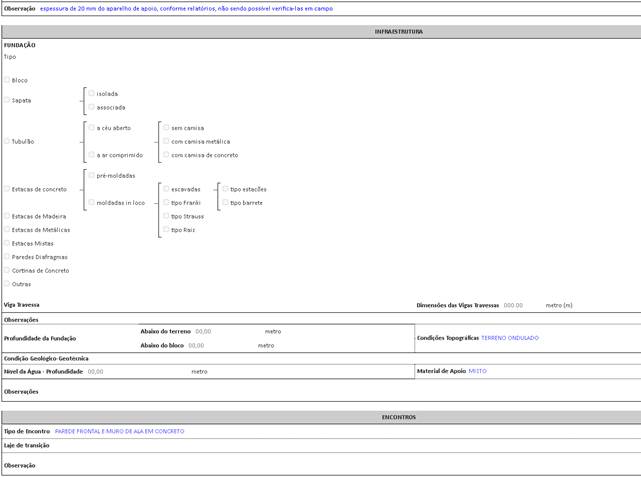 Observação espessura de 20 mm do aparelho de apoio, conforme relatórios, não sendo possível verifica-las em campo
INFRAESTRUTURA
FUNDAÇÃO
Tipo
Bloco
Sapata
isolada
associada
Tubulão
a céu aberto
a ar comprimido
sem camisa
com camisa metálica
com camisa de concreto
Estacas de concreto
pré-moldadas
moldadas in loco
escavadas
tipo Franki
tipo Strauss
tipo Raiz
tipo estacões
tipo barrete
Estacas de Madeira
Estacas de Metálicas
Estacas Mistas
Paredes Diafragmas
Cortinas de Concreto
Outras
Viga Travessa
Dimensões das Vigas Travessas 000.00 metro (m)
Observações
Profundidade da Fundação
Abaixo do terreno 00,00 metro
Abaixo do bloco 00,00 metro
Condições Topográficas TERRENO ONDULADO
Condição Geológico-Geotécnica
Nível da Água - Profundidade 00,00 metro
Material de Apoio MISTO
Observações
ENCONTROS
Tipo de Encontro PAREDE FRONTAL E MURO DE ALA EM CONCRETO
Laje de transição
Observação